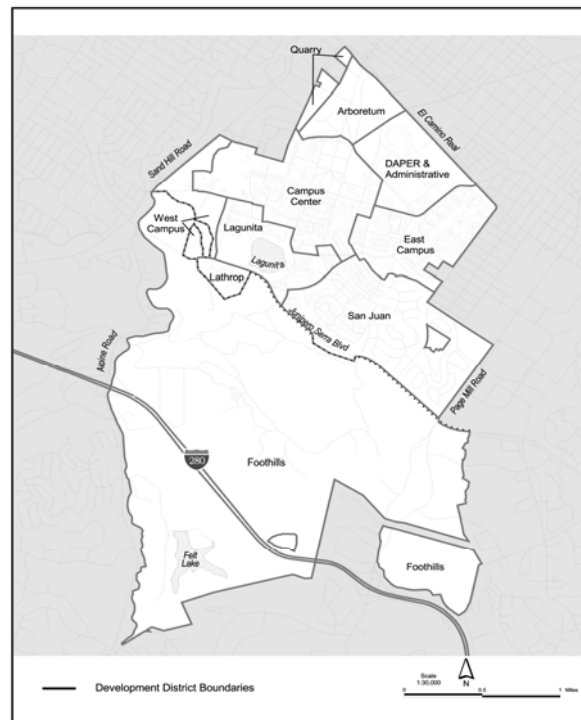 Quarry
Arboretum
El Camino Real
Sand Hill Road
DAPER &
Administrative
Campus
Center
West
Campus
Lagunita
East
Campus
Lagunita
Lathrop
San Juan
Junipero Serra Blvd
Alpine Road
Page Mill Road
280
Foothills
Felt
Lake
Foothills
N
Scale
1:30,000
0 0.5 1 Miles
Development District Boundaries